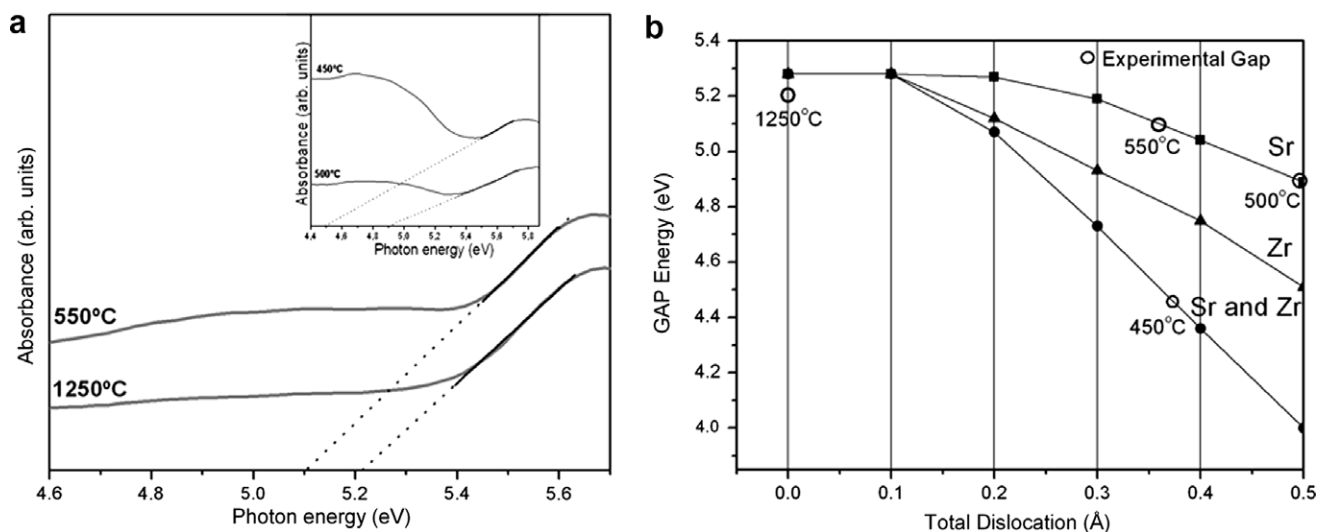 a
Absorbance (arb. units)
550ºC
1250ºC
4.6 4.8 5.0 5.2 5.4 5.6
Photon energy (eV)
Absorbance (arb. units)
450ºC
500ºC
4.4 4.6 4.8 5.0 5.2 5.4 5.6 5.8
Photon energy (eV)
b
GAP Energy (eV)
5.4
5.2
5.0
4.8
4.6
4.4
4.2
4.0
Experimental Gap
1250°C
550°C
Sr
500°C
Zr
Sr and Zr
450°C
0.0 0.1 0.2 0.3 0.4 0.5
Total Dislocation (Å)